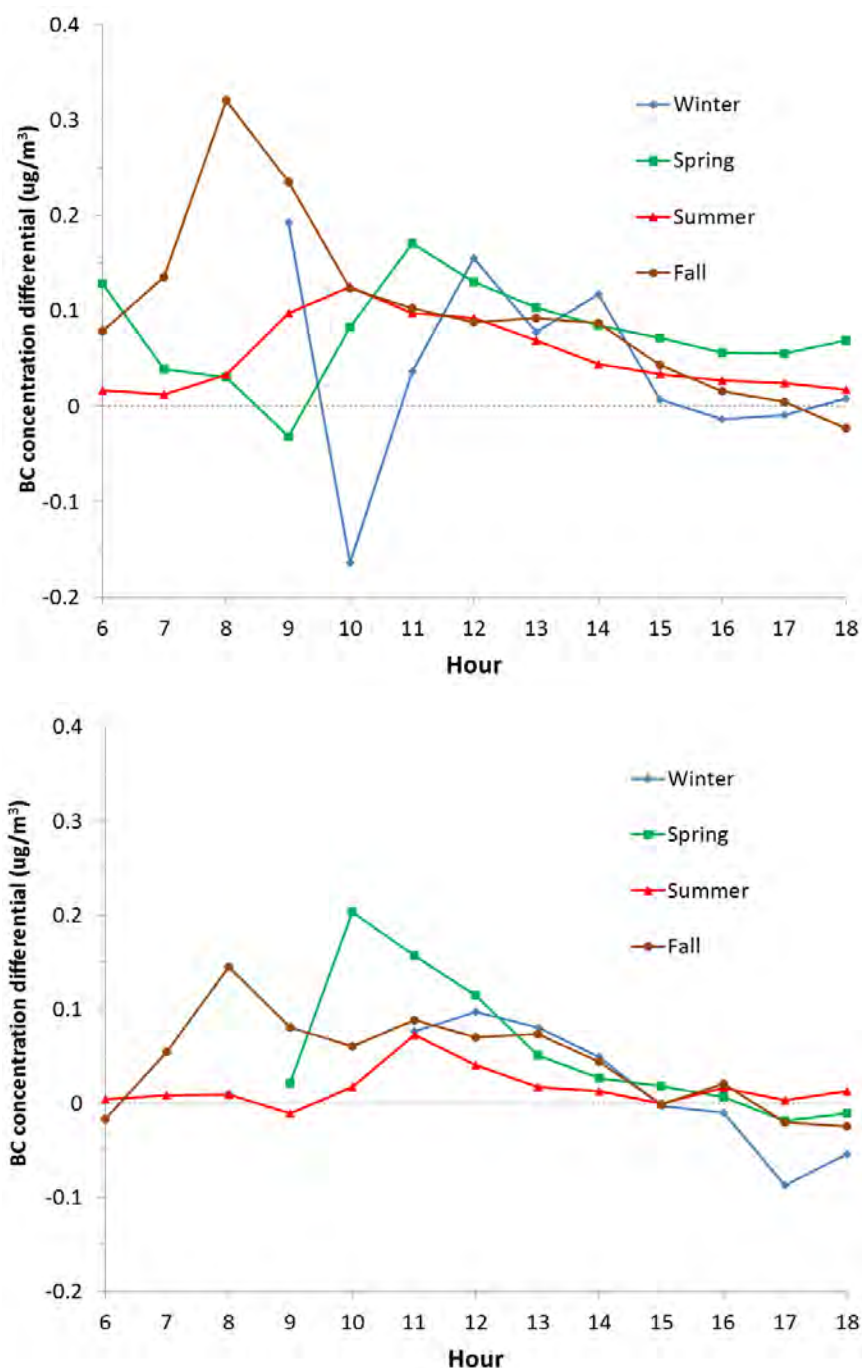 BC concentration differential (ug/m³)
0.4
0.3
0.2
0.1
0
-0.1
-0.2
Winter
Spring
Summer
Fall
6 7 8 9 10 11 12 13 14 15 16 17 18
Hour
BC concentration differential (ug/m³)
0.4
0.3
0.2
0.1
0
-0.1
-0.2
Winter
Spring
Summer
Fall
6 7 8 9 10 11 12 13 14 15 16 17 18
Hour